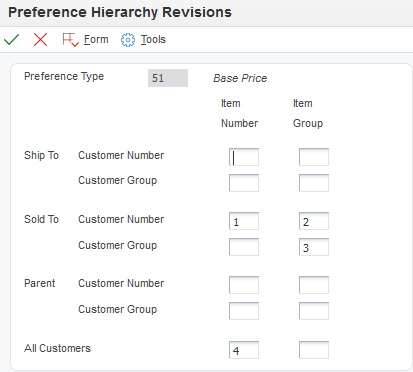 Preference Hierarchy Revisions
Form Tools
Preference Type 51 Base Price
Item Item
Number Group
Ship To Customer Number
Customer Group
Sold To Customer Number 1 2
Customer Group 3
Parent Customer Number
Customer Group
All Customers 4